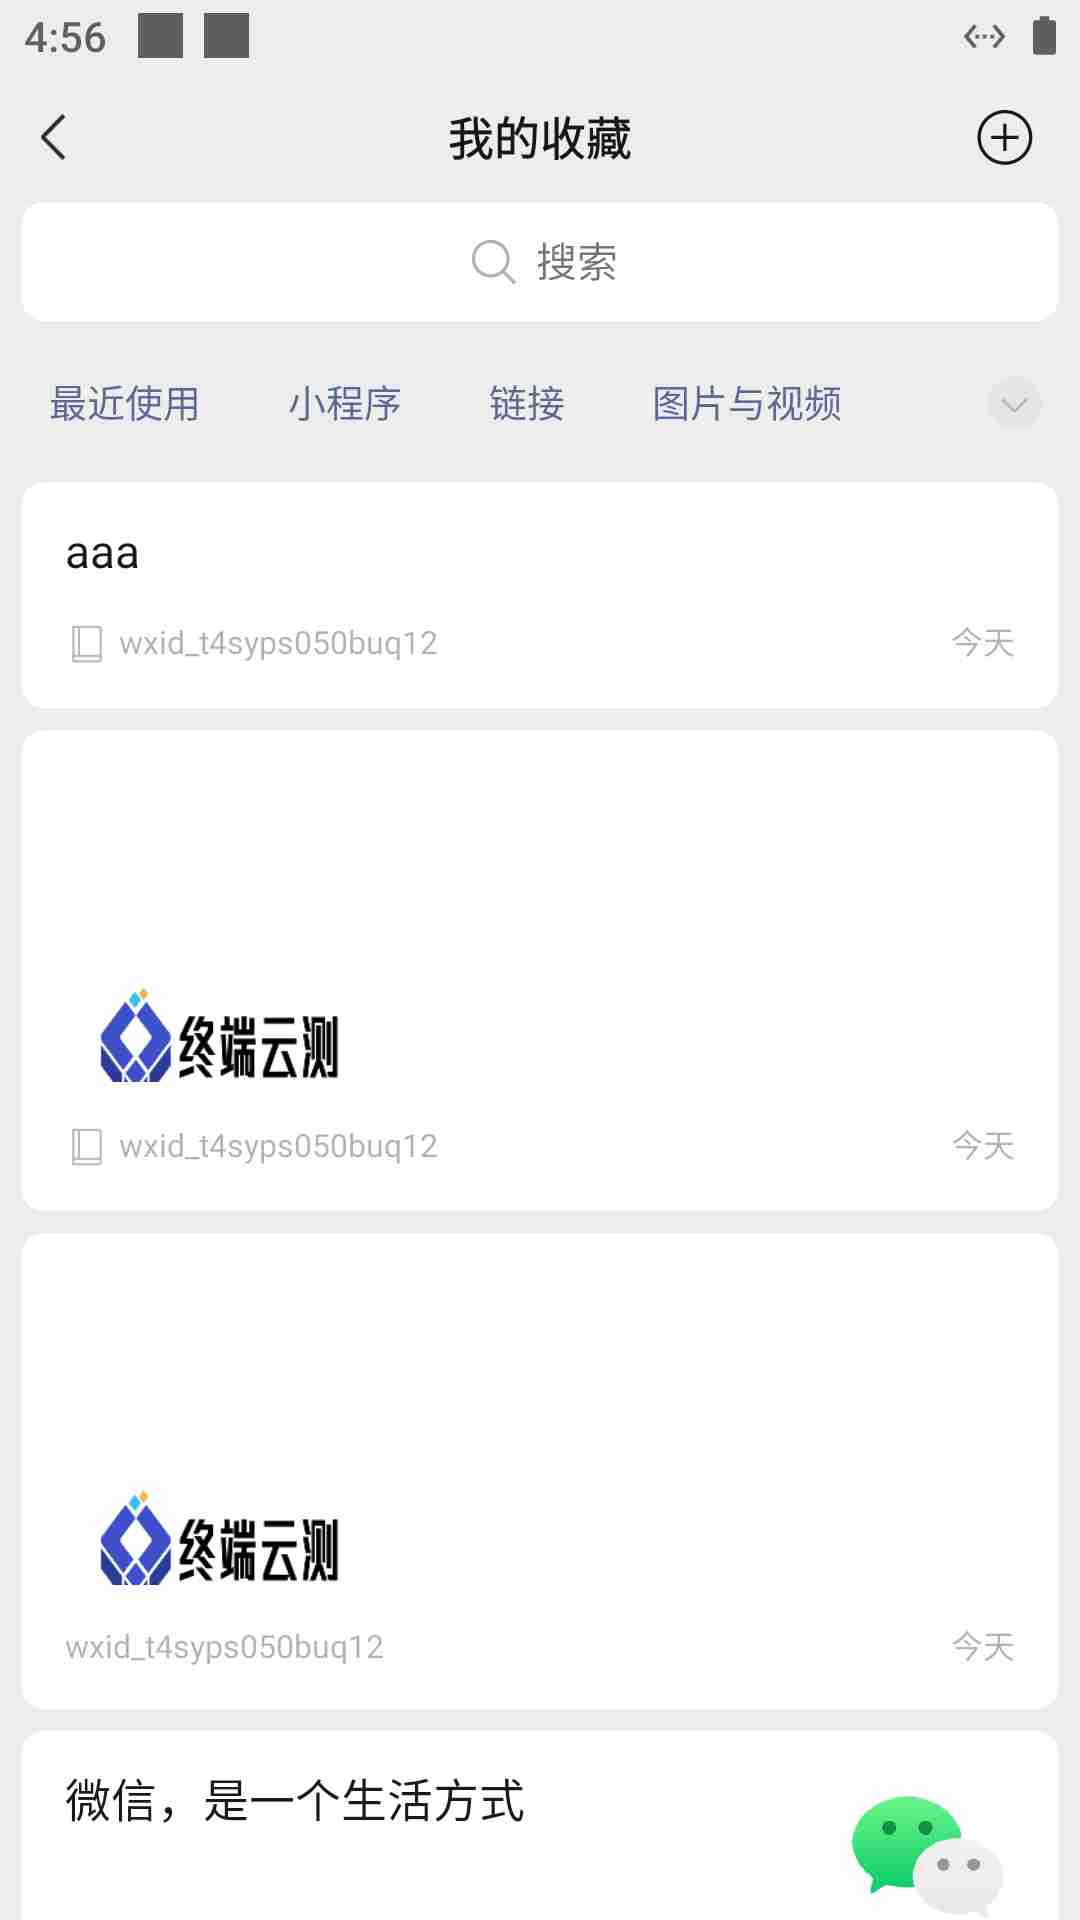 4:56
我的收藏
搜索
最近使用 小程序 链接 图片与视频
aaa
wxid_t4syps050buq12 今天
终端云测
wxid_t4syps050buq12 今天
终端云测
wxid_t4syps050buq12 今天
微信，是一个生活方式